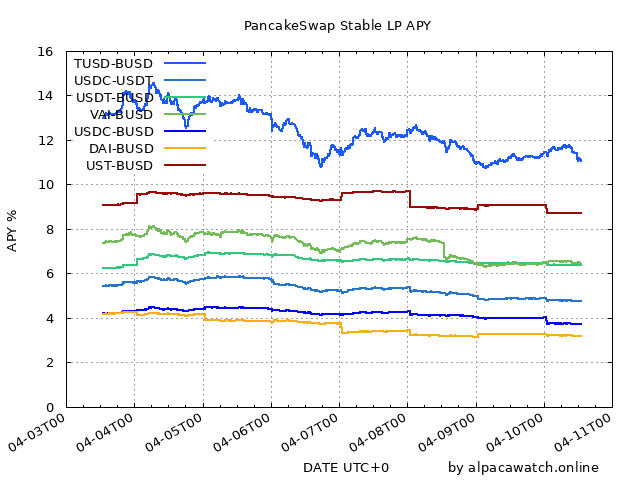 PancakeSwap Stable LP APY
16
14
12
10
8
6
4
2
0
APY %
TUSD-BUSD
USDC-USDT
USDT-BUSD
VAI-BUSD
USDC-BUSD
DAI-BUSD
UST-BUSD
04-03T00
04-04T00
04-05T00
04-06T00
04-07T00
04-08T00
04-09T00
04-10T00
04-11T00
DATE UTC+0
by alpacawatch.online